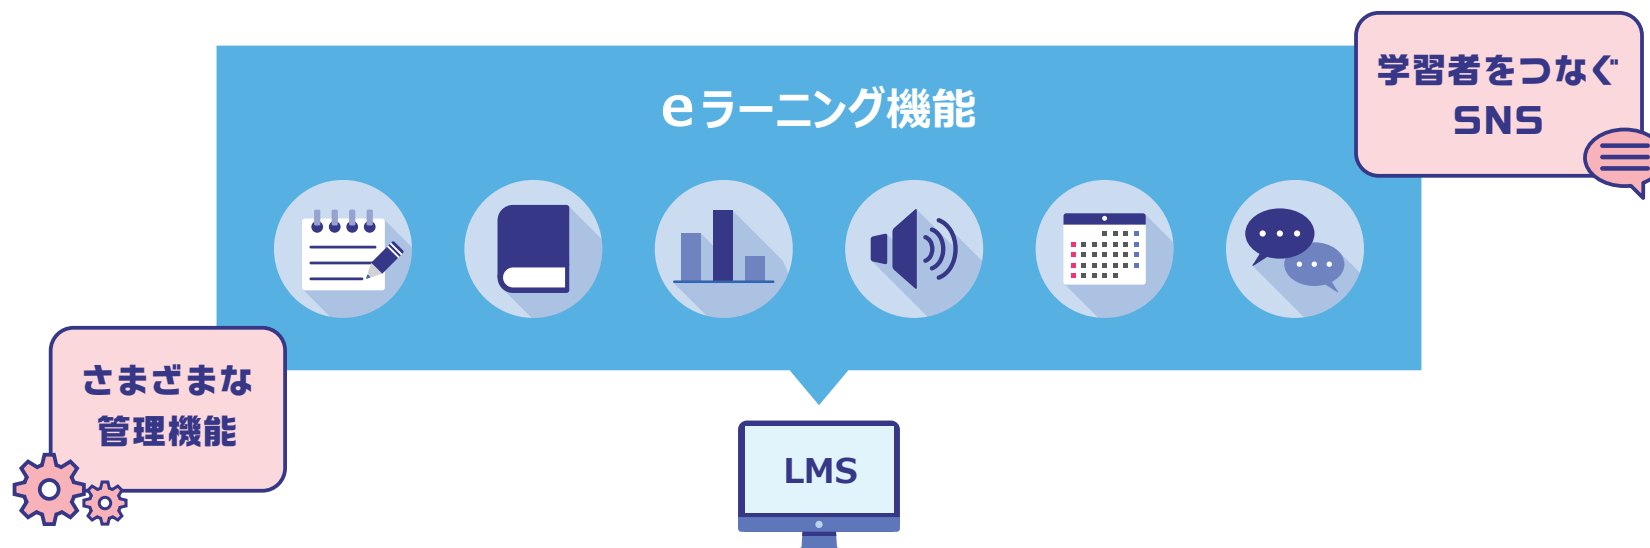 学習者をつなぐ
SNS
eラーニング機能
さまざまな
管理機能
LMS